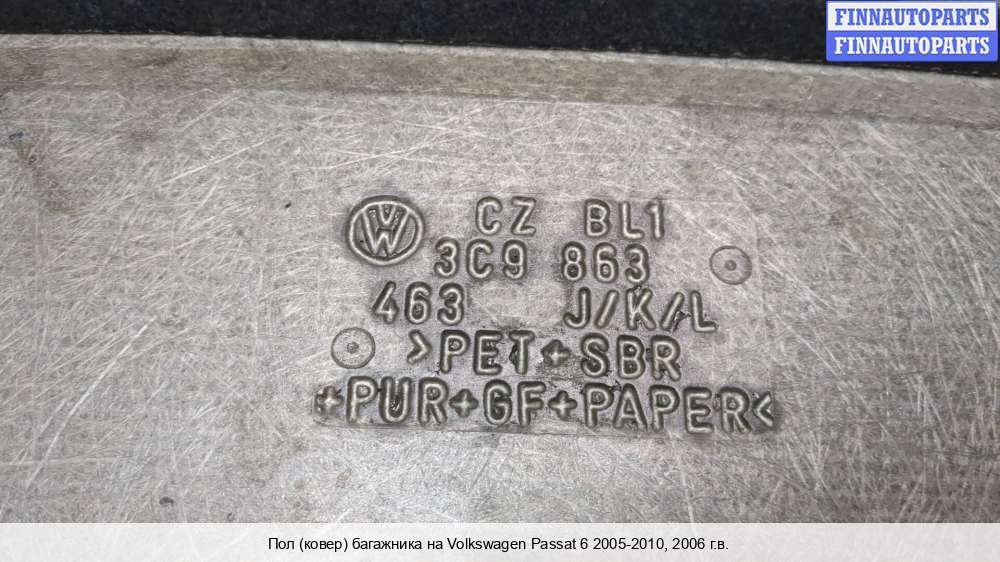 FINNAUTOPARTS
FINNAUTOPARTS
VW CZ BL1
3C9 863
463 J/K/L
>PET+SBR
+PUR+GF+PAPER<
Пол (ковер) багажника на Volkswagen Passat 6 2005-2010, 2006 г.в.